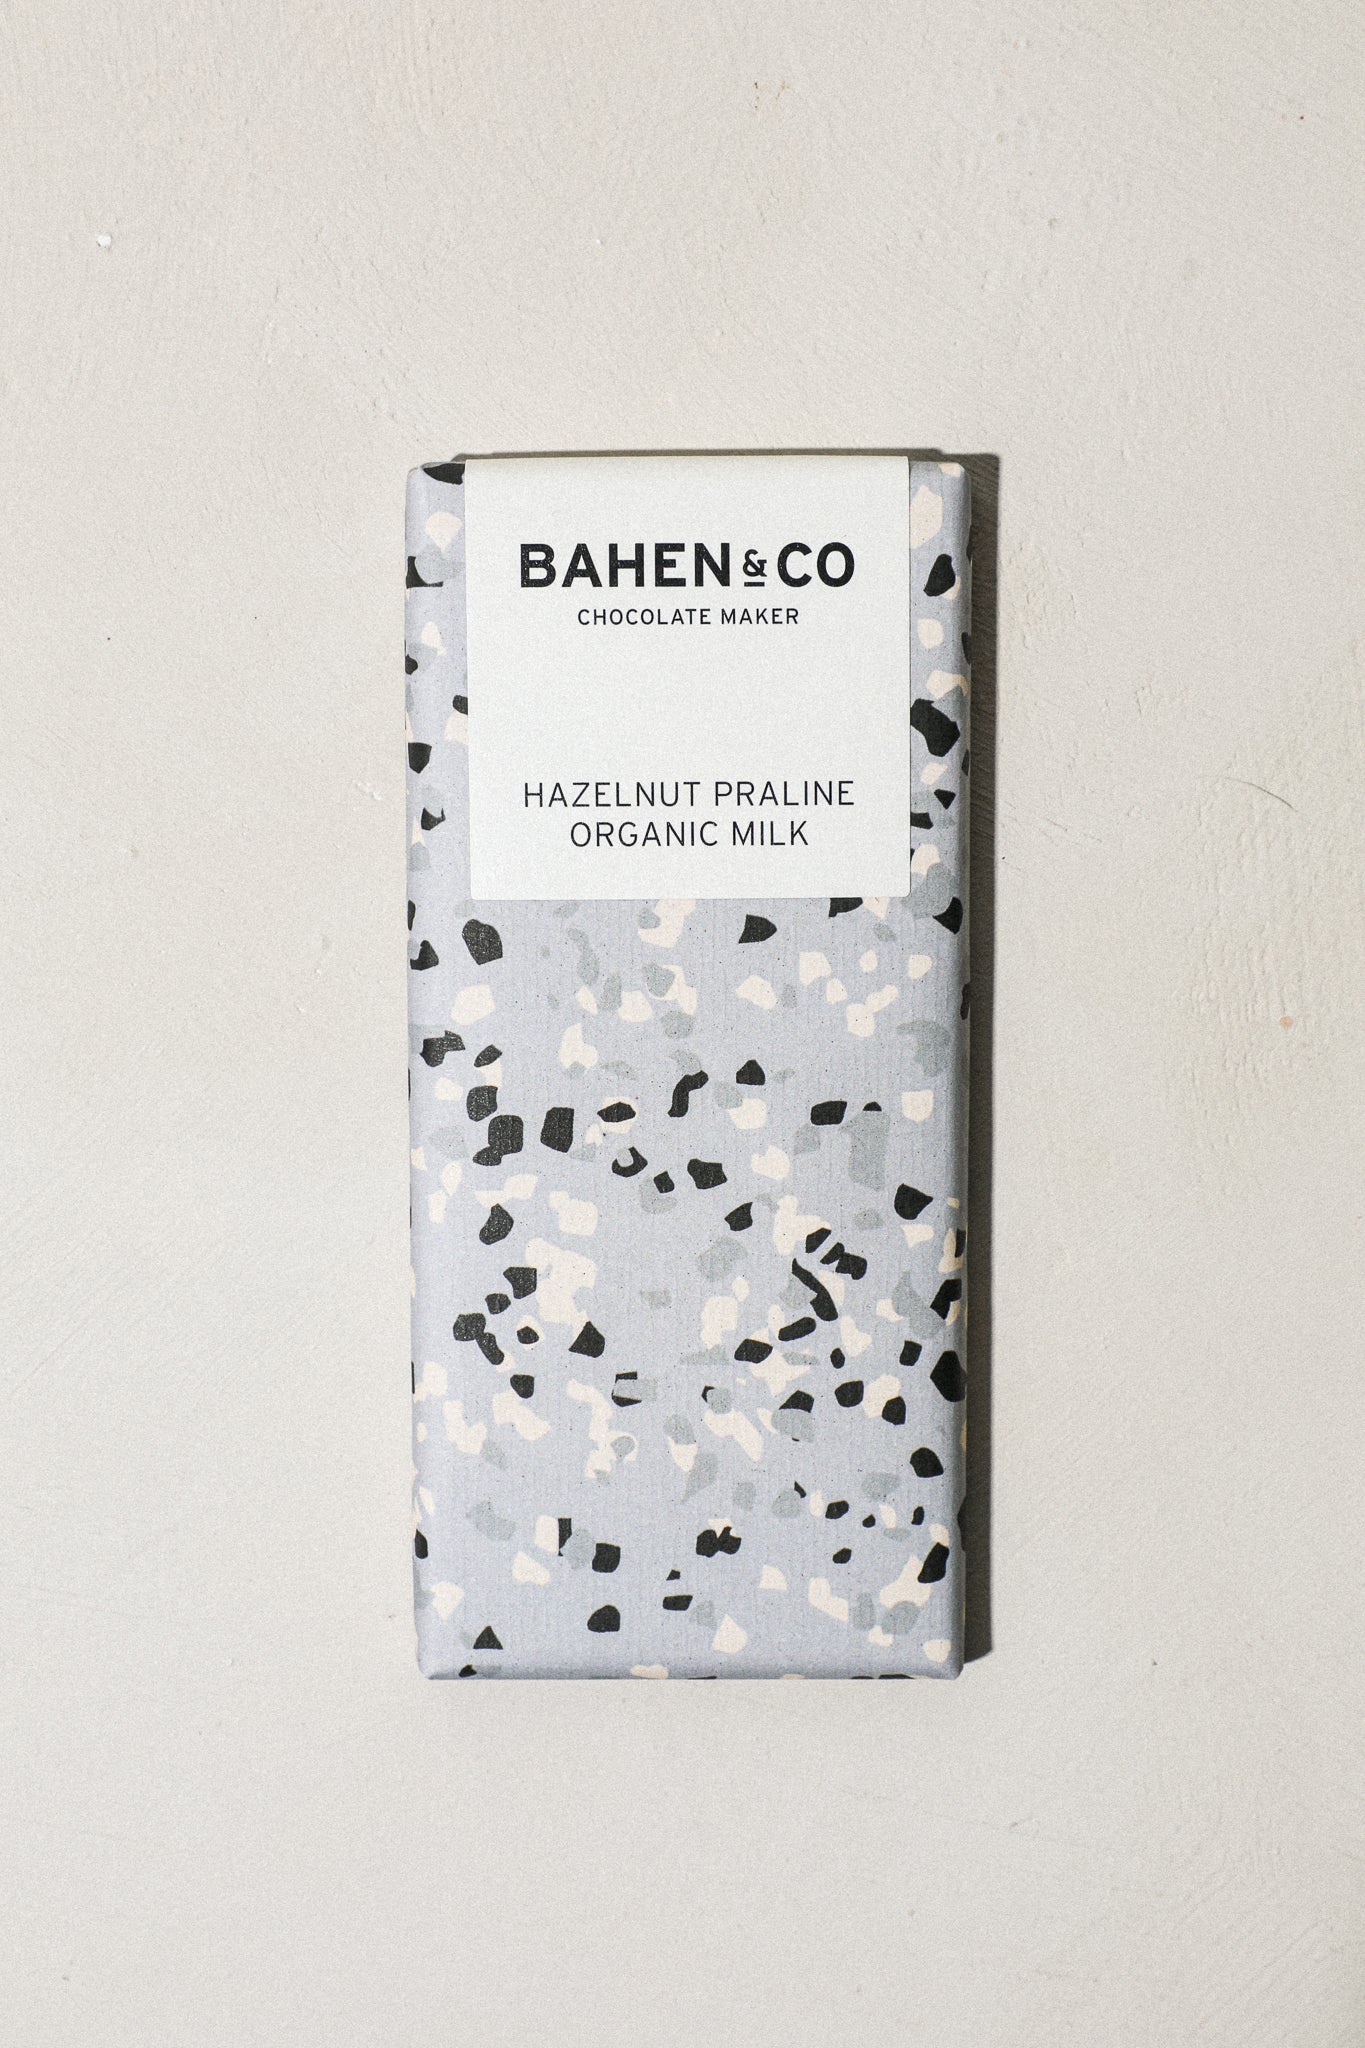 BAHEN & CO
CHOCOLATE MAKER
HAZELNUT PRALINE
ORGANIC MILK